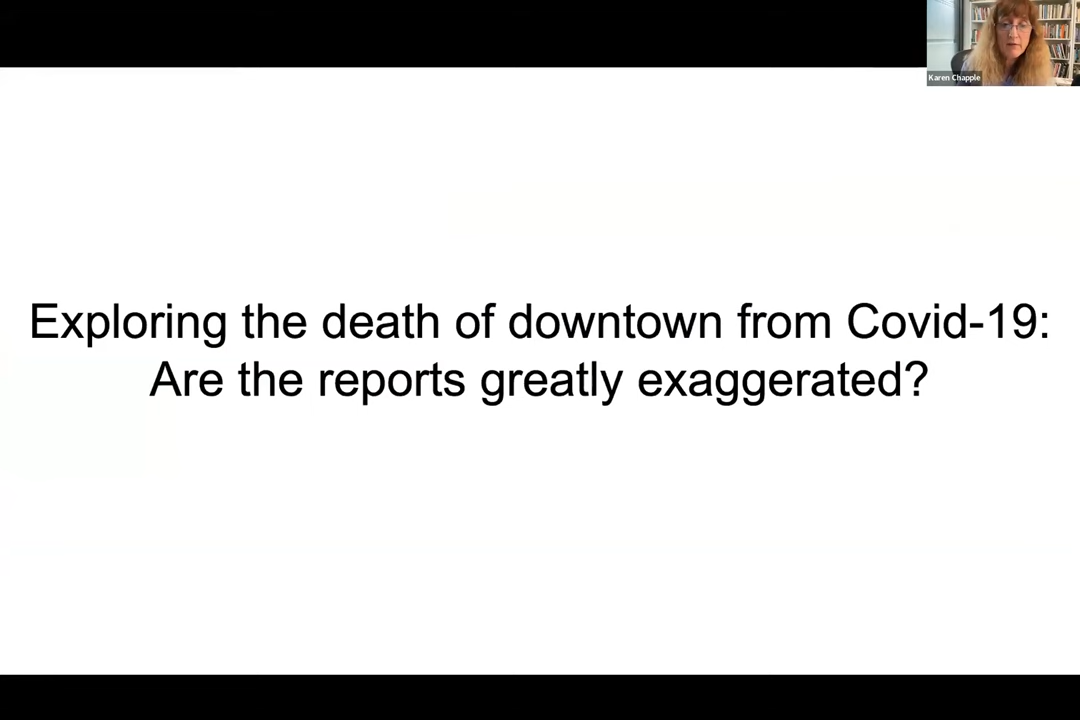 Karen Chapple
Exploring the death of downtown from Covid-19:
Are the reports greatly exaggerated?